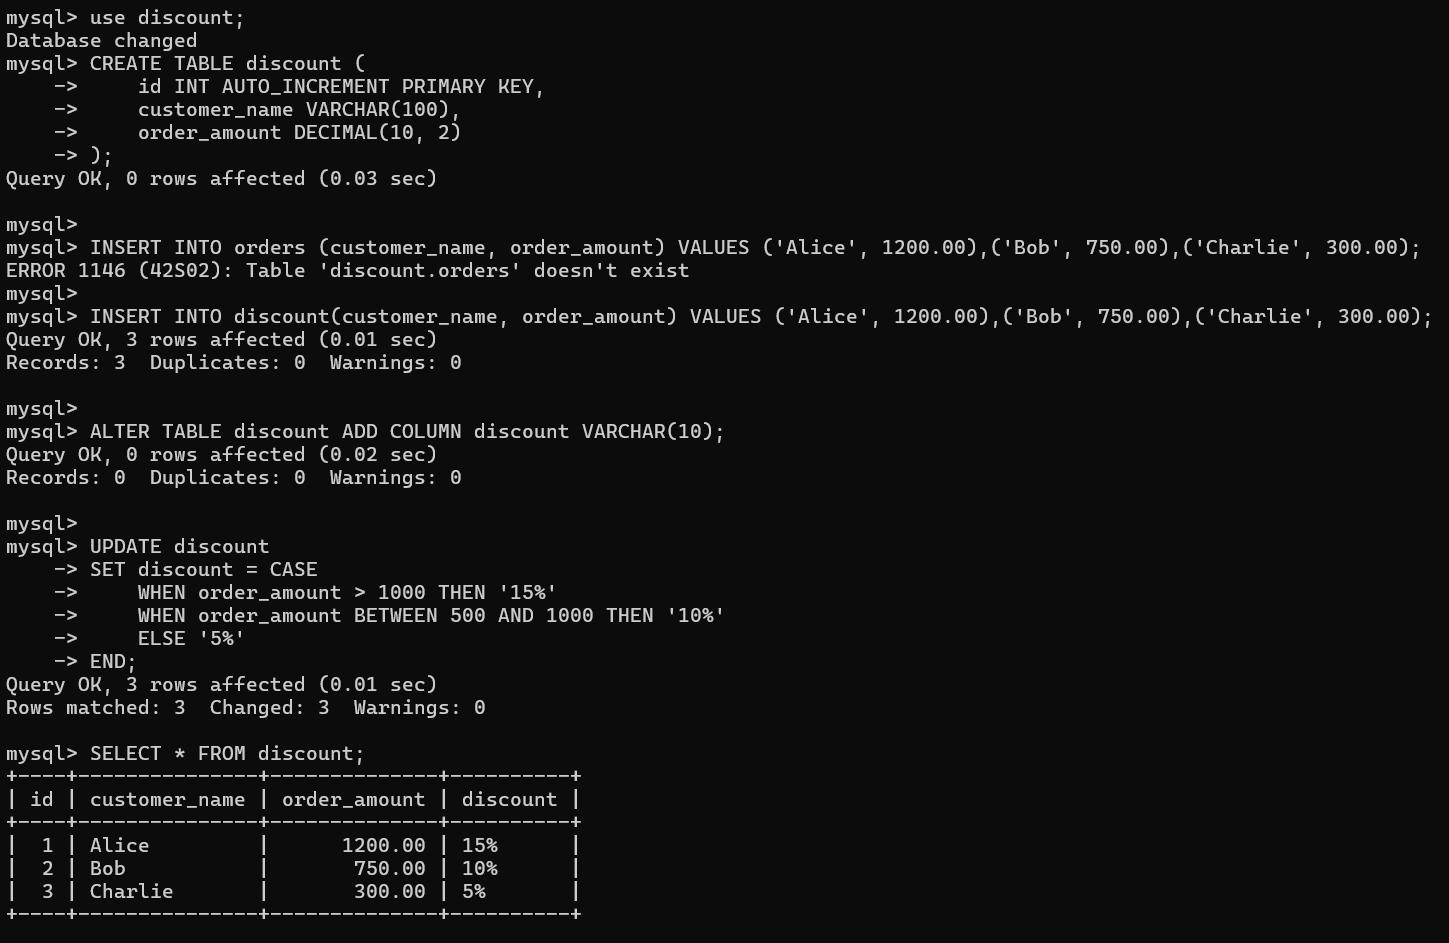 mysql> use discount;
Database changed
mysql> CREATE TABLE discount (
    ->     id INT AUTO_INCREMENT PRIMARY KEY,
    ->     customer_name VARCHAR(100),
    ->     order_amount DECIMAL(10, 2)
    -> );
Query OK, 0 rows affected (0.03 sec)

mysql>
mysql> INSERT INTO orders (customer_name, order_amount) VALUES ('Alice', 1200.00),('Bob', 750.00),('Charlie', 300.00);
ERROR 1146 (42S02): Table 'discount.orders' doesn't exist
mysql>
mysql> INSERT INTO discount(customer_name, order_amount) VALUES ('Alice', 1200.00),('Bob', 750.00),('Charlie', 300.00);
Query OK, 3 rows affected (0.01 sec)
Records: 3  Duplicates: 0  Warnings: 0

mysql>
mysql> ALTER TABLE discount ADD COLUMN discount VARCHAR(10);
Query OK, 0 rows affected (0.02 sec)
Records: 0  Duplicates: 0  Warnings: 0

mysql>
mysql> UPDATE discount
    -> SET discount = CASE
    ->     WHEN order_amount > 1000 THEN '15%'
    ->     WHEN order_amount BETWEEN 500 AND 1000 THEN '10%'
    ->     ELSE '5%'
    -> END;
Query OK, 3 rows affected (0.01 sec)
Rows matched: 3  Changed: 3  Warnings: 0

mysql> SELECT * FROM discount;
+----+---------------+--------------+----------+
| id | customer_name | order_amount | discount |
+----+---------------+--------------+----------+
|  1 | Alice         |      1200.00 | 15%      |
|  2 | Bob           |       750.00 | 10%      |
|  3 | Charlie       |       300.00 | 5%       |
+----+---------------+--------------+----------+